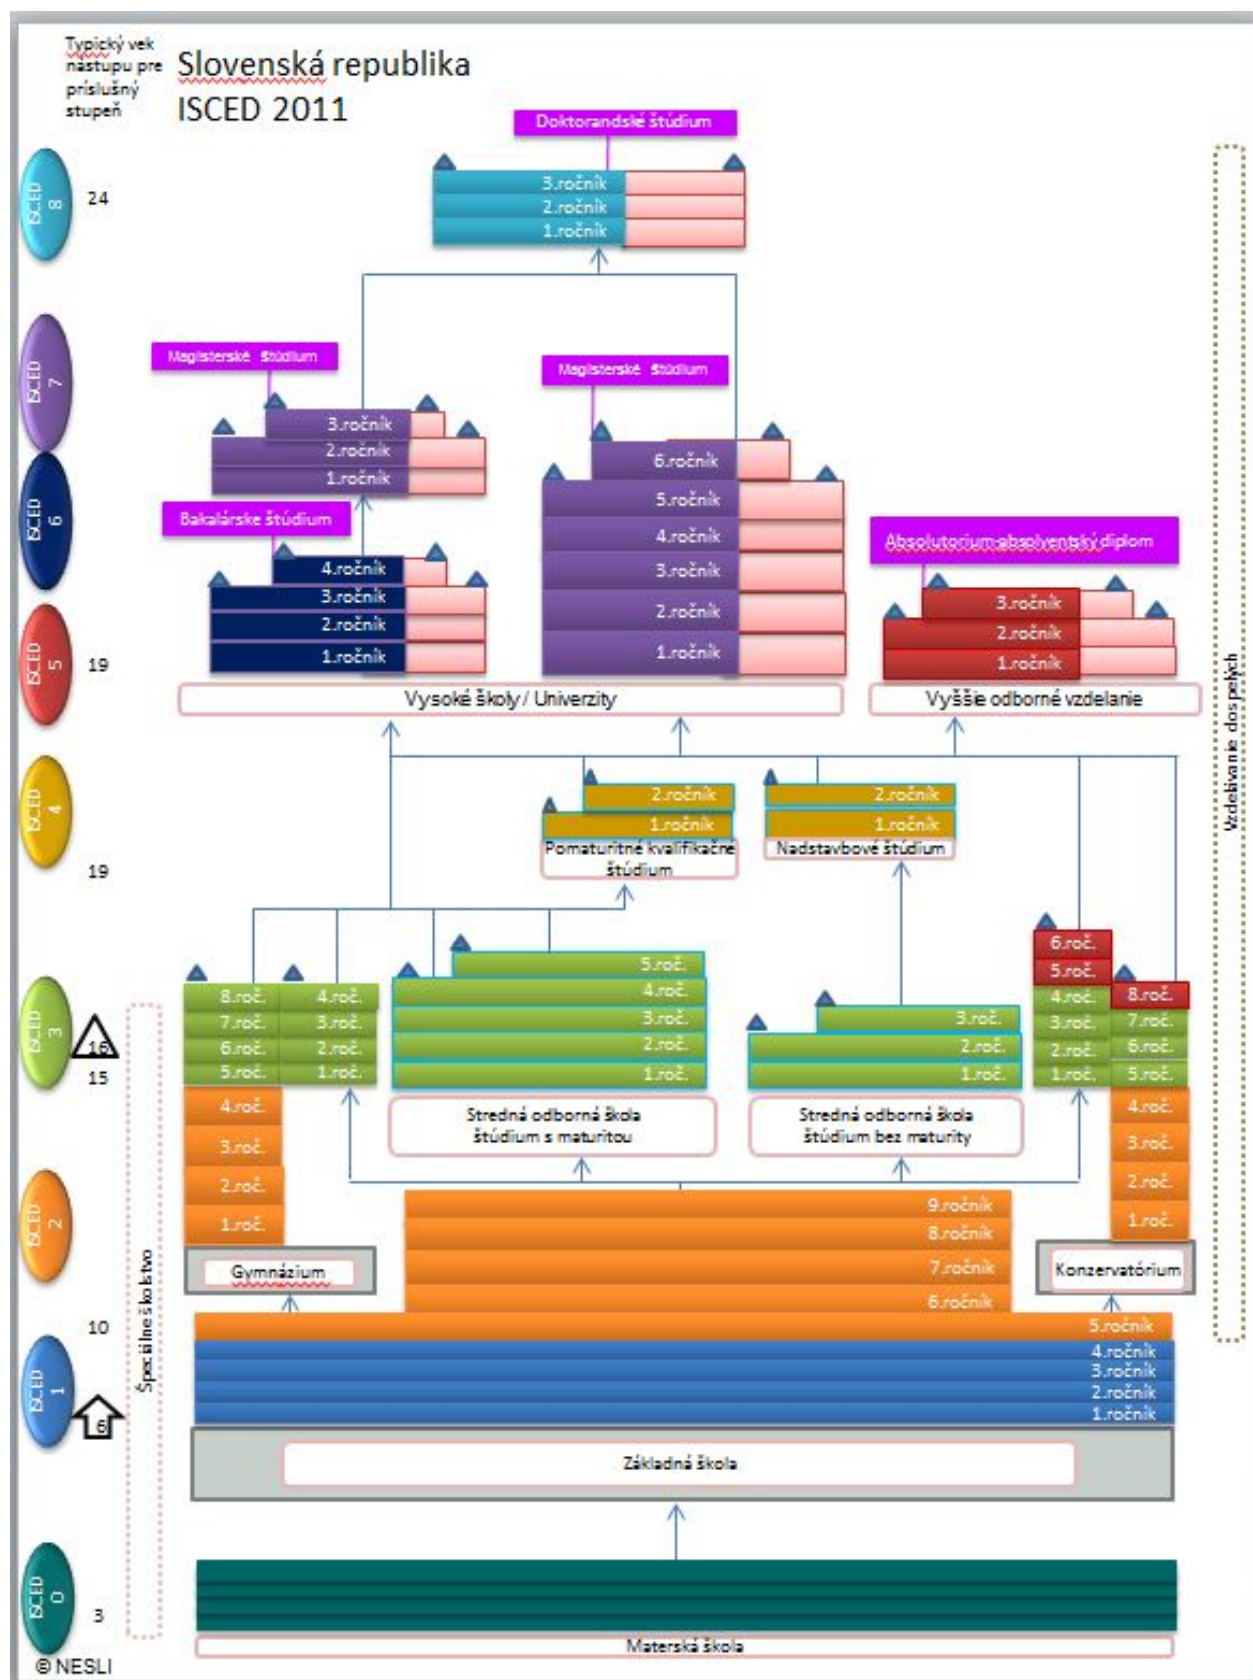 Typický vek
nástupu pre
príslušný
stupeň
Slovenská republika
ISCED 2011
Doktorandské štúdium
ISCED
8
24
3.ročník
2.ročník
1.ročník
ISCED
7
Magisterské štúdium
3.ročník
2.ročník
1.ročník
Magisterské štúdium
6.ročník
5.ročník
4.ročník
3.ročník
2.ročník
1.ročník
ISCED
6
Bakalárske štúdium
4.ročník
3.ročník
2.ročník
1.ročník
Absolutorium-absolventský diplom
3.ročník
2.ročník
1.ročník
ISCED
5
19
Vysoké školy / Univerzity
Vyššie odborné vzdelanie
Vzdelávanie dospelých
ISCED
4
19
2.ročník
1.ročník
Pomaturitné kvalifikačné
štúdium
2.ročník
1.ročník
Nadstavbové štúdium
ISCED
3
16
15
8.roč.
7.roč.
6.roč.
5.roč.
4.roč.
3.roč.
2.roč.
1.roč.
4.roč.
3.roč.
2.roč.
1.roč.
5.roč.
4.roč.
3.roč.
2.roč.
1.roč.
Stredná odborná škola
štúdium s maturitou
3.roč.
2.roč.
1.roč.
Stredná odborná škola
štúdium bez maturity
6.roč.
5.roč.
4.roč.
3.roč.
2.roč.
1.roč.
8.roč.
7.roč.
6.roč.
5.roč.
4.roč.
3.roč.
2.roč.
1.roč.
ISCED
2
Gymnázium
Konzervatórium
Špeciálne školstvo
9.ročník
8.ročník
7.ročník
6.ročník
10
5.ročník
ISCED
1
6
4.ročník
3.ročník
2.ročník
1.ročník
Základná škola
ISCED
0
3
Materská škola
© NESLI